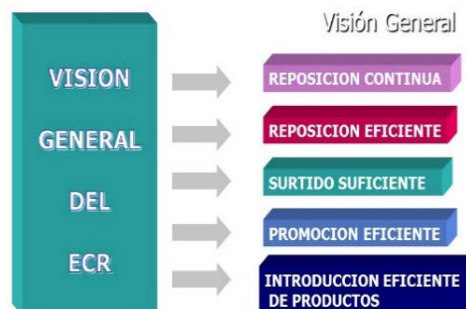 Visión General
VISION
GENERAL
DEL
ECR
REPOSICION CONTINUA
REPOSICION EFICIENTE
SURTIDO SUFICIENTE
PROMOCION EFICIENTE
INTRODUCCION EFICIENTE
DE PRODUCTOS